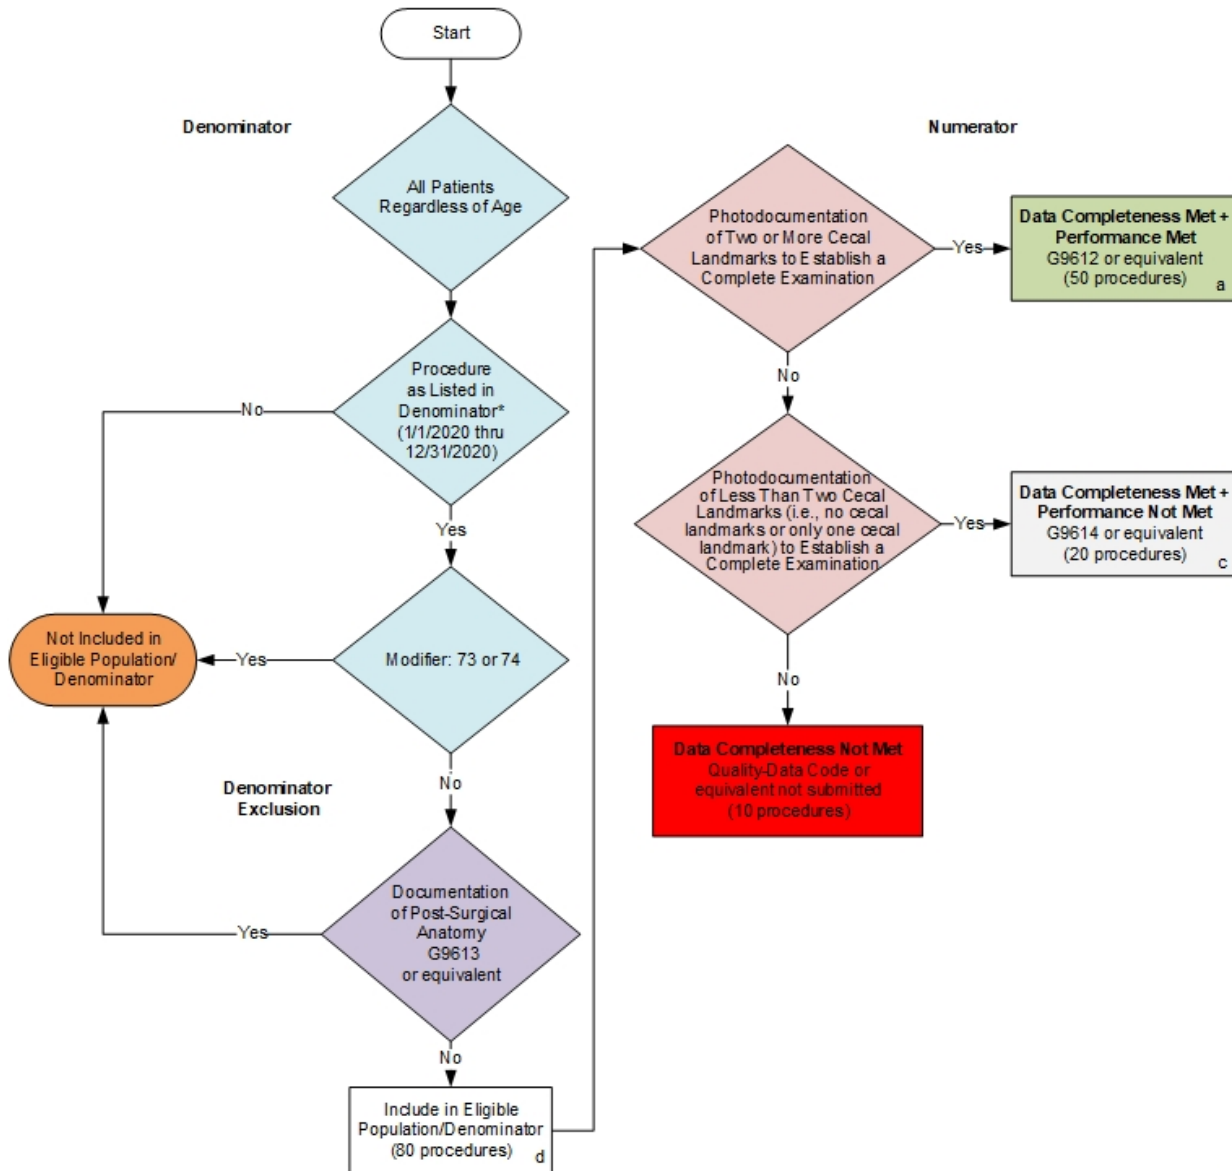 Start
Denominator
All Patients
Regardless of Age
Procedure
as Listed in
Denominator*
(1/1/2020 thru
12/31/2020)
No
Yes
Not Included in
Eligible Population/
Denominator
Yes
Modifier: 73 or 74
No
Denominator
Exclusion
Documentation
of Post-Surgical
Anatomy
G9613
or equivalent
Yes
No
Include in Eligible
Population/Denominator
(80 procedures)
d
Numerator
Photodocumentation
of Two or More Cecal
Landmarks to Establish a
Complete Examination
Yes
Data Completeness Met +
Performance Met
G9612 or equivalent
(50 procedures)
a
No
Photodocumentation
of Less Than Two Cecal
Landmarks (i.e., no cecal
landmarks or only one cecal
landmark) to Establish a
Complete Examination
Yes
Data Completeness Met +
Performance Not Met
G9614 or equivalent
(20 procedures)
c
No
Data Completeness Not Met
Quality-Data Code or
equivalent not submitted
(10 procedures)